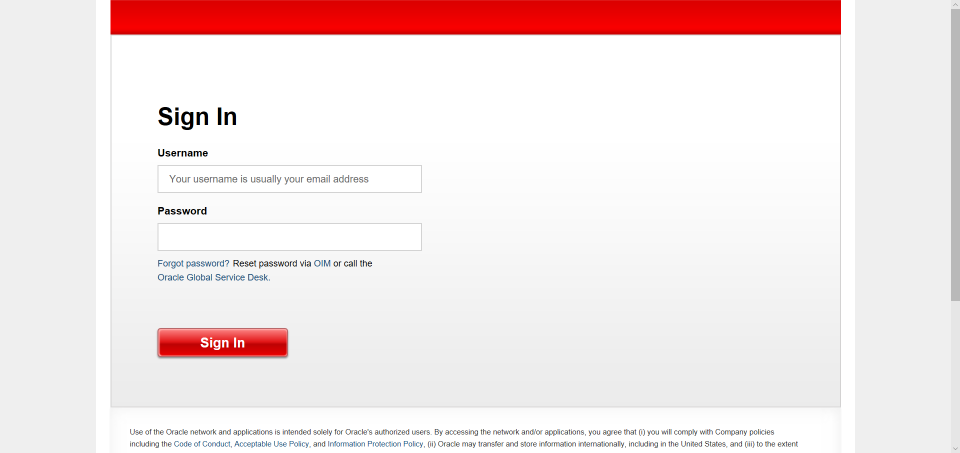 Sign In
Username
Your username is usually your email address
Password
Forgot password? Reset password via OIM or call the
Oracle Global Service Desk.
Sign In
Use of the Oracle network and applications is intended solely for Oracle's authorized users. By accessing the network and/or applications, you agree that (i) you will comply with Company policies
including the Code of Conduct, Acceptable Use Policy, and Information Protection Policy, (ii) Oracle may transfer and store information internationally, including in the United States, and (iii) to the extent